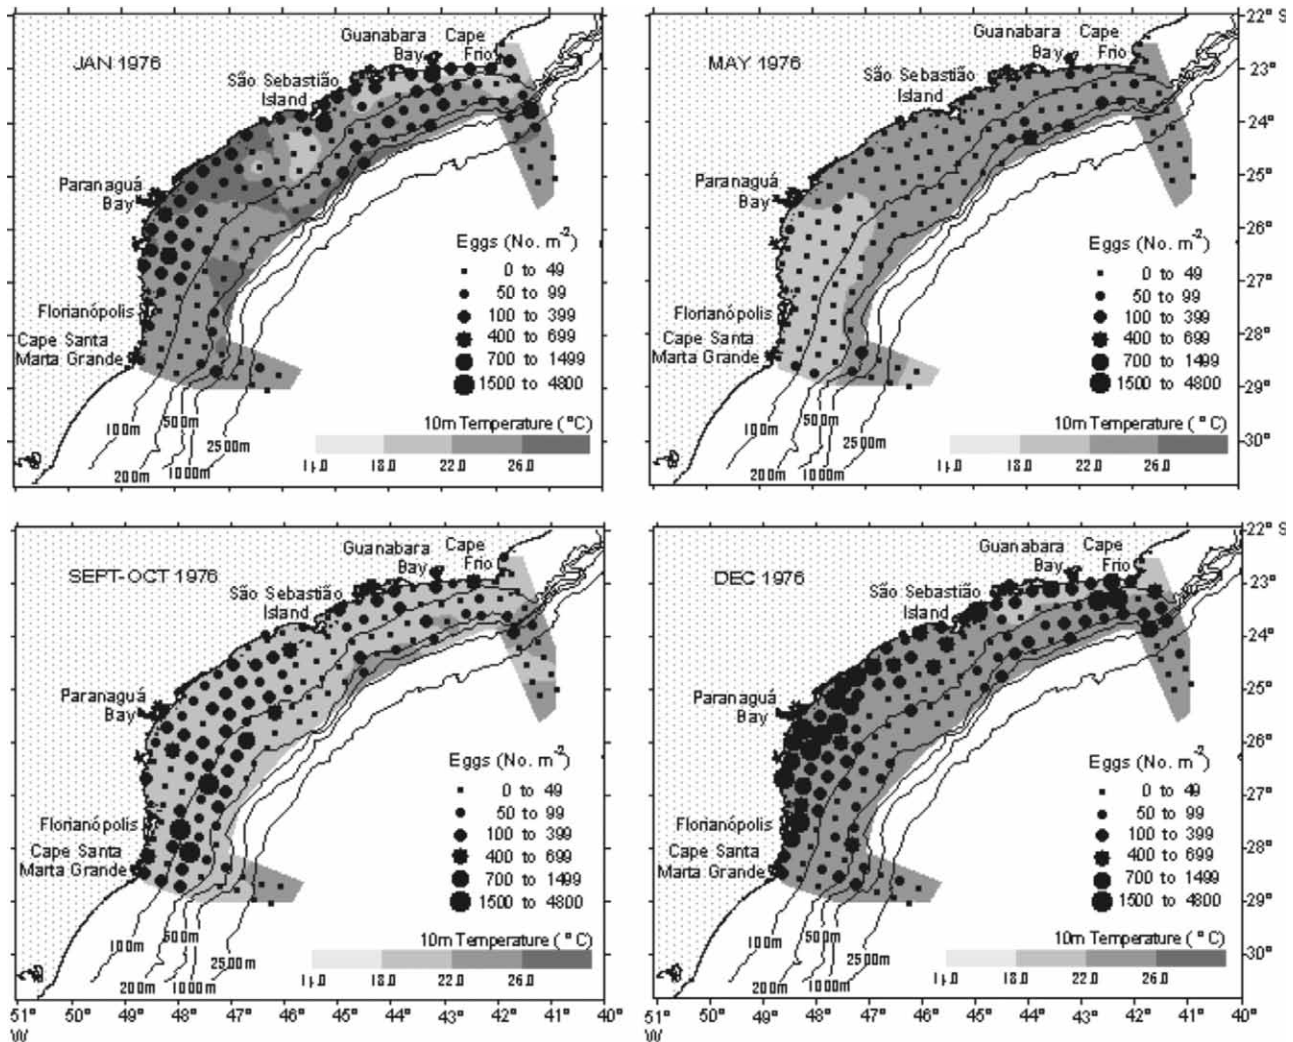 JAN 1976
Guanabara Bay
Cape Frio
São Sebastião Island
Paranaguá Bay
Florianópolis
Cape Santa Marta Grande
Eggs (No. m-2)
0 to 49
50 to 99
100 to 399
400 to 699
700 to 1499
1500 to 4800
100m
200m
500m
1000m
2500m
10m Temperature (°C)
18.0 22.0 26.0
MAY 1976
Guanabara Bay
Cape Frio
São Sebastião Island
Paranaguá Bay
Florianópolis
Cape Santa Marta Grande
Eggs (No. m-2)
0 to 49
50 to 99
100 to 399
400 to 699
700 to 1499
1500 to 4800
100m
200m
500m
1000m
2500m
10m Temperature (°C)
18.0 22.0 26.0
22° S
23°
24°
25°
26°
27°
28°
29°
30°
SEPT-OCT 1976
Guanabara Bay
Cape Frio
São Sebastião Island
Paranaguá Bay
Florianópolis
Cape Santa Marta Grande
Eggs (No. m-2)
0 to 49
50 to 99
100 to 399
400 to 699
700 to 1499
1500 to 4800
100m
200m
500m
1000m
2500m
10m Temperature (°C)
18.0 22.0 26.0
51° W 50° 49° 48° 47° 46° 45° 44° 43° 42° 41° 40°
DEC 1976
Guanabara Bay
Cape Frio
São Sebastião Island
Paranaguá Bay
Florianópolis
Cape Santa Marta Grande
Eggs (No. m-2)
0 to 49
50 to 99
100 to 399
400 to 699
700 to 1499
1500 to 4800
100m
200m
500m
1000m
2500m
10m Temperature (°C)
18.0 22.0 26.0
22° S
23°
24°
25°
26°
27°
28°
29°
30°
51° W 50° 49° 48° 47° 46° 45° 44° 43° 42° 41° 40°